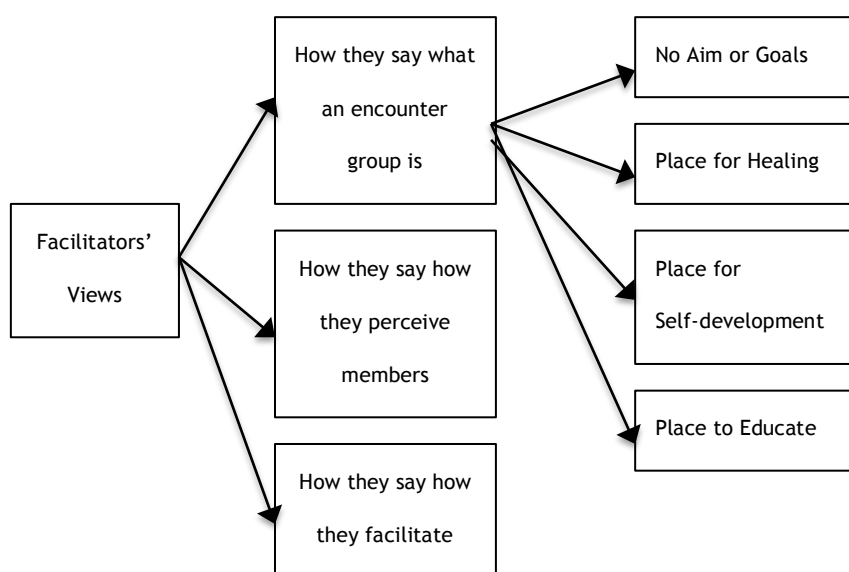 Facilitators’
Views
How they say what
an encounter
group is
How they say how
they perceive
members
How they say how
they facilitate
No Aim or Goals
Place for Healing
Place for
Self-development
Place to Educate